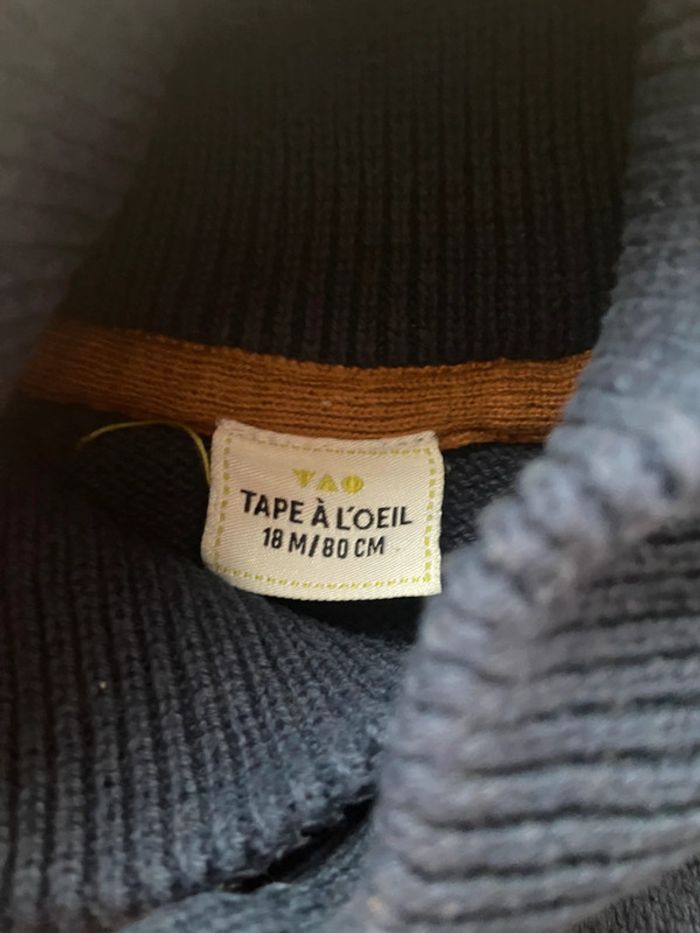 TAO
TAPE À L'OEIL
18 M/80 CM